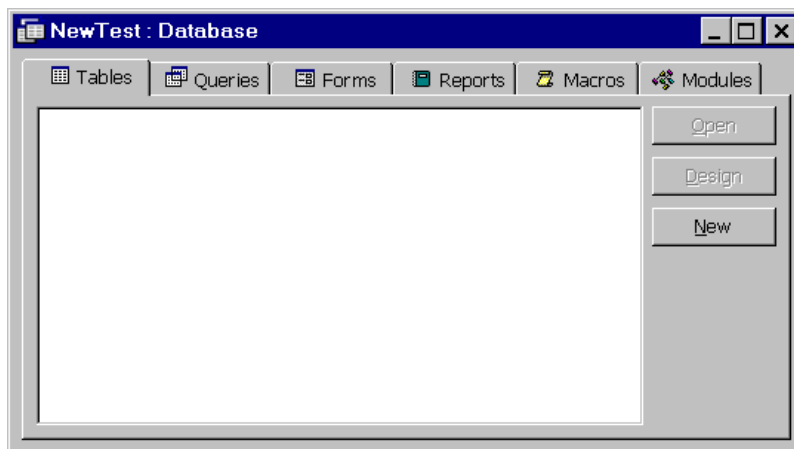 NewTest : Database
Tables Queries Forms Reports Macros Modules
Open
Design
New